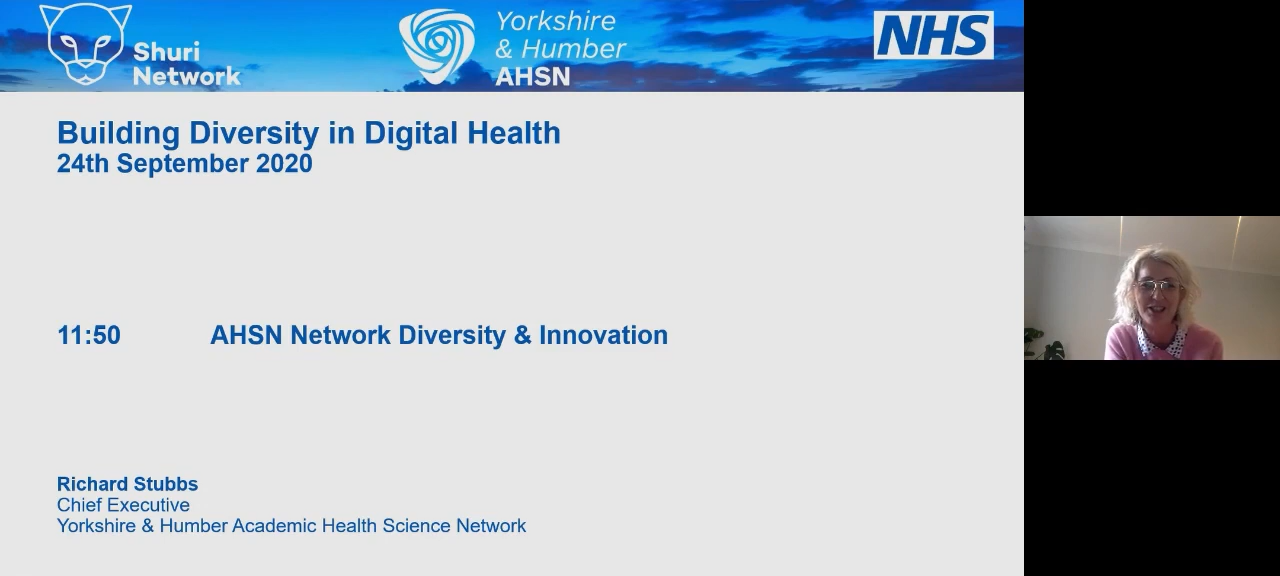 Shuri
Network
Yorkshire
& Humber
AHSN
NHS
Building Diversity in Digital Health
24th September 2020
11:50 AHSN Network Diversity & Innovation
Richard Stubbs
Chief Executive
Yorkshire & Humber Academic Health Science Network